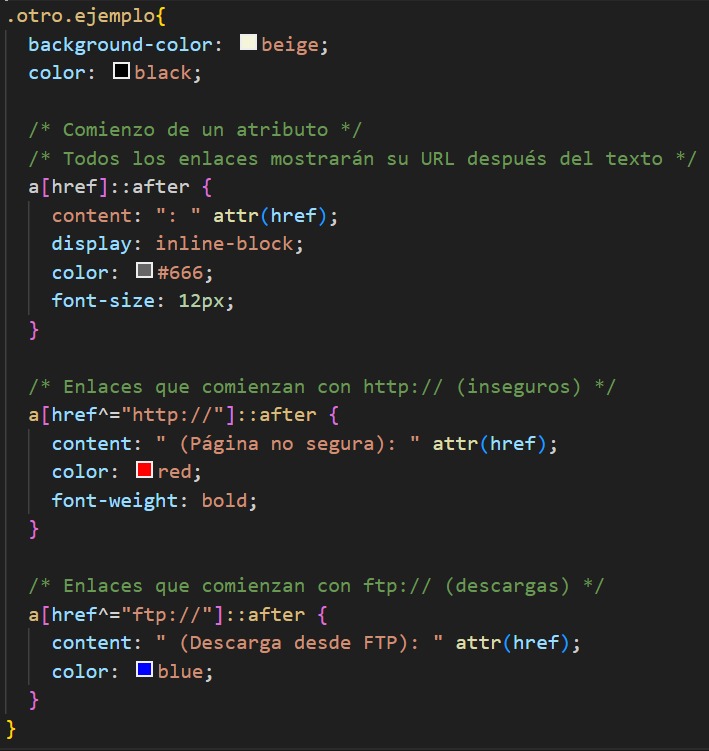 .otro.ejemplo{
background-color: beige;
color: black;
/* Comienzo de un atributo */
/* Todos los enlaces mostrarán su URL después del texto */
a[href]::after {
content: ": " attr(href);
display: inline-block;
color: #666;
font-size: 12px;
}
/* Enlaces que comienzan con http:// (inseguros) */
a[href^="http://"]::after {
content: " (Página no segura): " attr(href);
color: red;
font-weight: bold;
}
/* Enlaces que comienzan con ftp:// (descargas) */
a[href^="ftp://"]::after {
content: " (Descarga desde FTP): " attr(href);
color: blue;
}
}